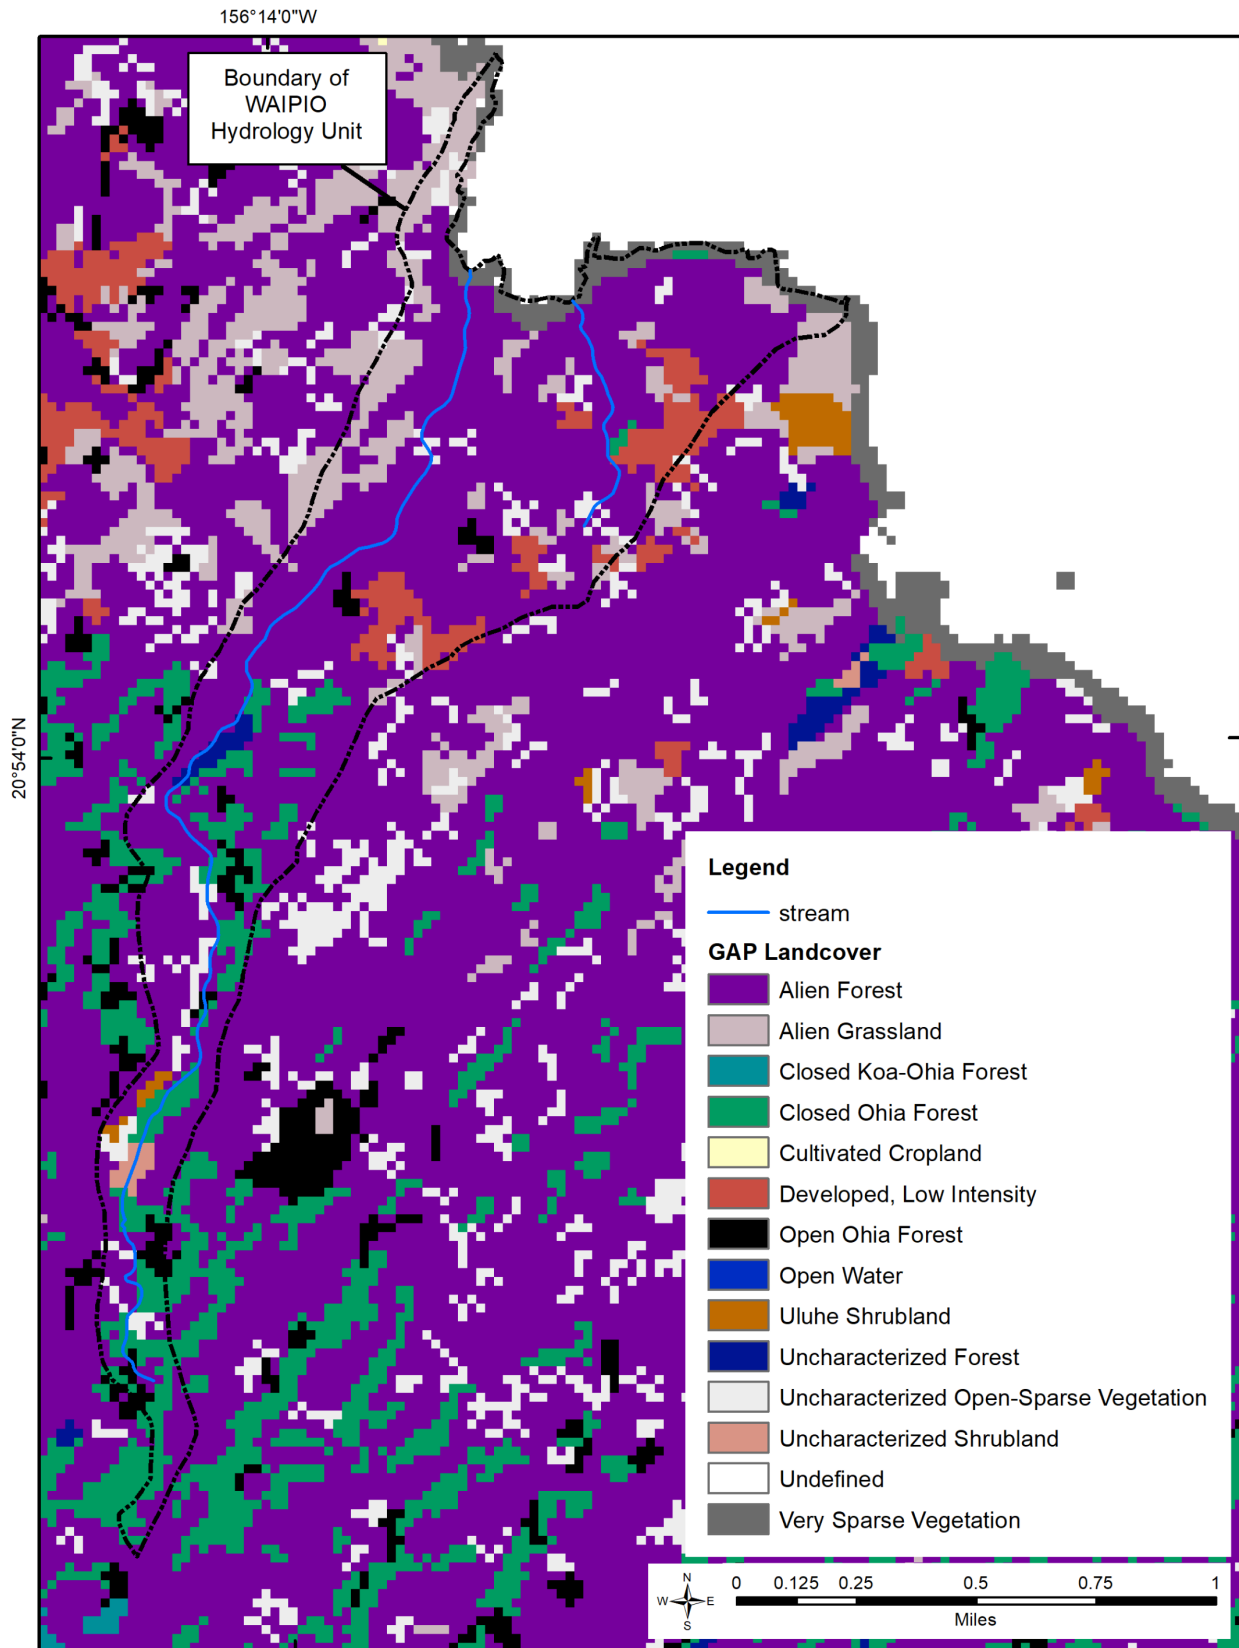 156°14'0"W
Boundary of
WAIPIO
Hydrology Unit
20°54'0"N
Legend
stream
GAP Landcover
Alien Forest
Alien Grassland
Closed Koa-Ohia Forest
Closed Ohia Forest
Cultivated Cropland
Developed, Low Intensity
Open Ohia Forest
Open Water
Uluhe Shrubland
Uncharacterized Forest
Uncharacterized Open-Sparse Vegetation
Uncharacterized Shrubland
Undefined
Very Sparse Vegetation
N
W E
S
0 0.125 0.25 0.5 0.75 1
Miles